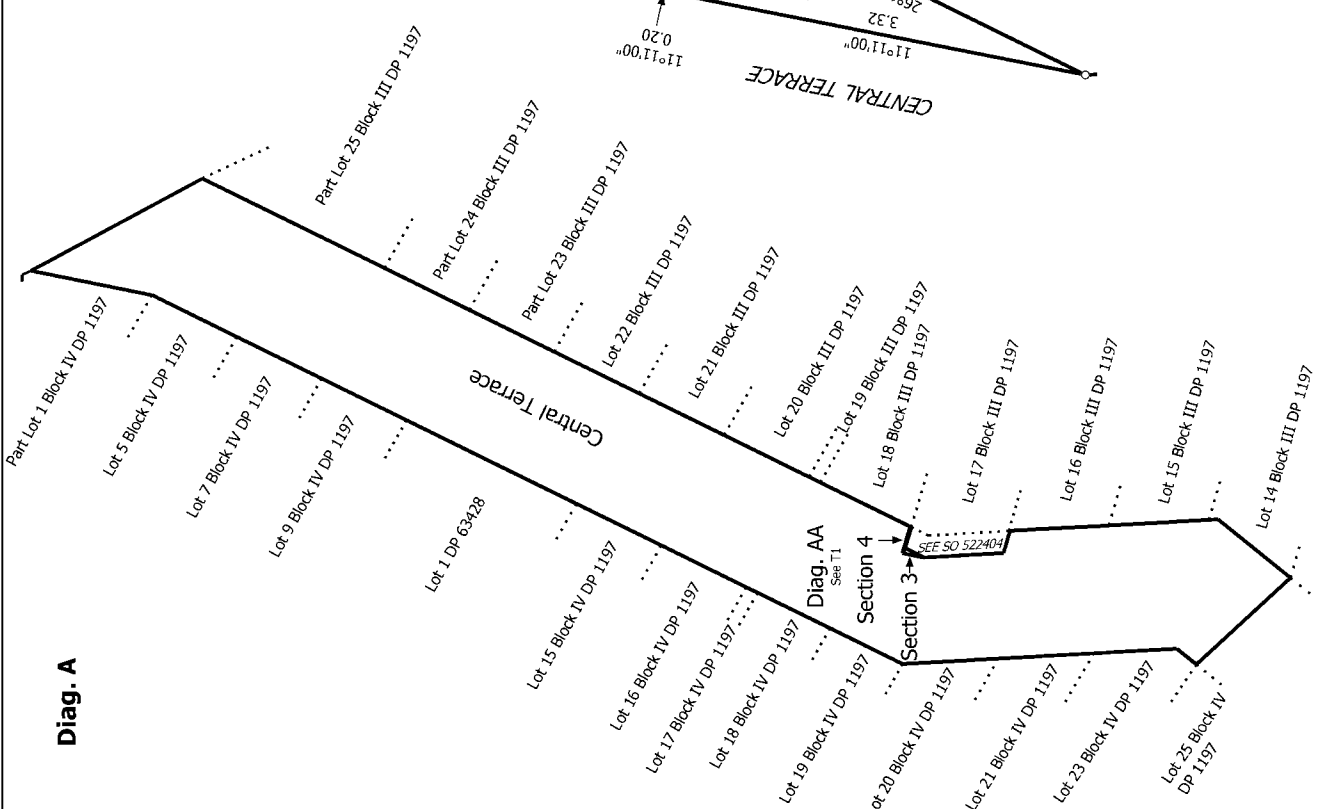 Diag. A
11°11'00"
0.20
3.32
11°11'00"
CENTRAL TERRACE
Part Lot 25 Block III DP 1197
Part Lot 24 Block III DP 1197
Part Lot 23 Block III DP 1197
Lot 22 Block III DP 1197
Lot 21 Block III DP 1197
Lot 20 Block III DP 1197
Lot 19 Block III DP 1197
Lot 18 Block III DP 1197
Lot 17 Block III DP 1197
Lot 16 Block III DP 1197
Lot 15 Block III DP 1197
Lot 14 Block III DP 1197
Central Terrace
Diag. AA
See T1
Section 4
Section 3
SEE SO 522404
Part Lot 1 Block IV DP 1197
Lot 5 Block IV DP 1197
Lot 7 Block IV DP 1197
Lot 9 Block IV DP 1197
Lot 1 DP 63428
Lot 15 Block IV DP 1197
Lot 16 Block IV DP 1197
Lot 17 Block IV DP 1197
Lot 18 Block IV DP 1197
Lot 19 Block IV DP 1197
ot 20 Block IV DP 1197
Lot 21 Block IV DP 1197
Lot 23 Block IV DP 1197
Lot 25 Block IV
DP 1197